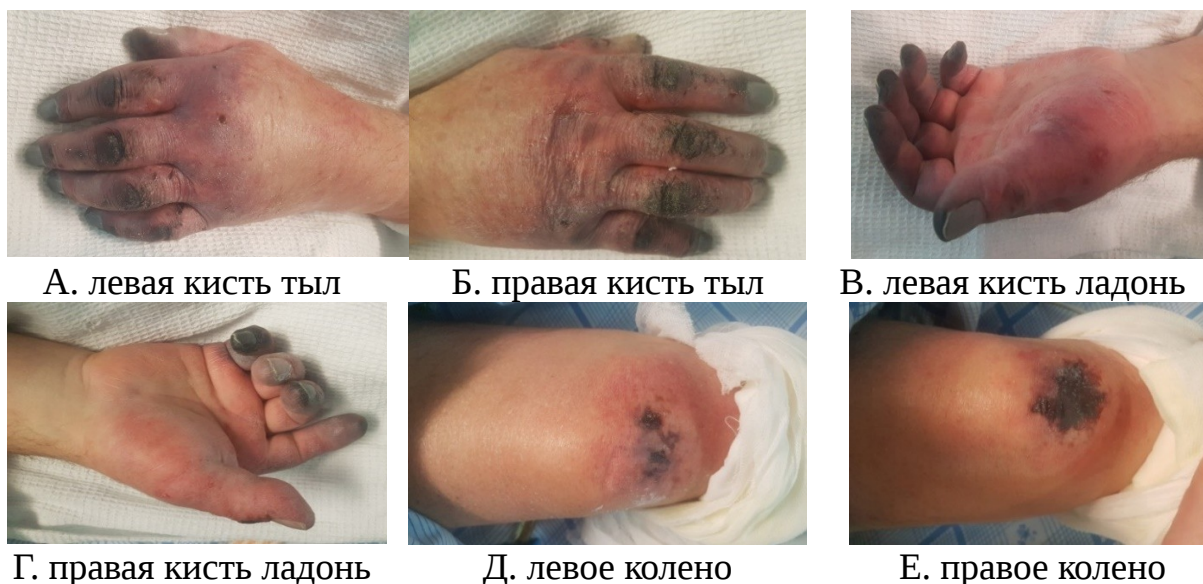 А. левая кисть тыл
Б. правая кисть тыл
В. левая кисть ладонь
Г. правая кисть ладонь
Д. левое колено
Е. правое колено